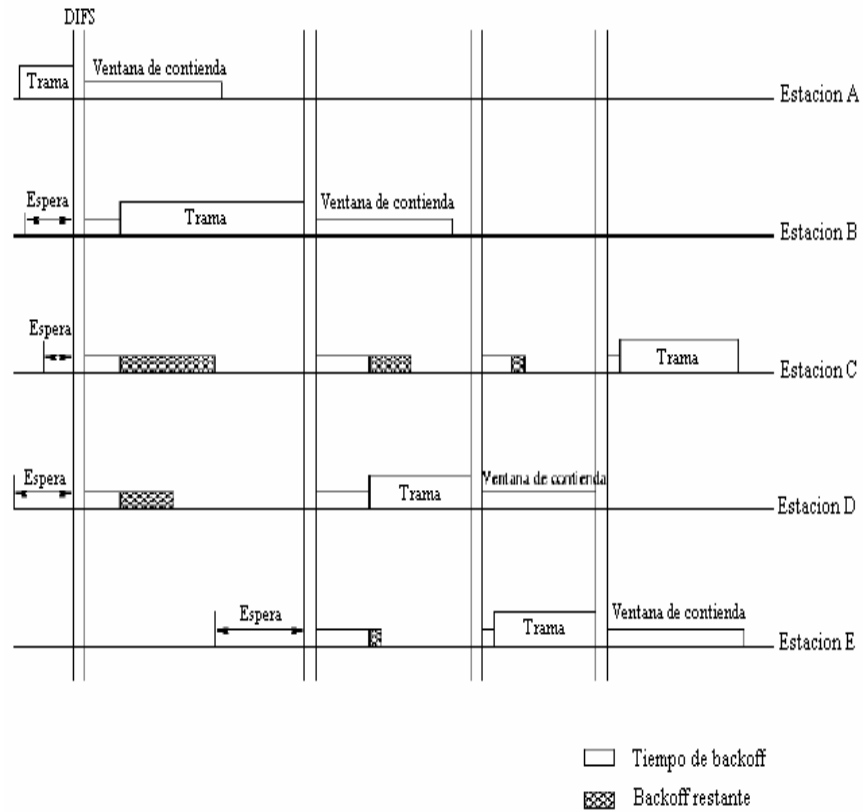 DIFS
Trama
Ventana de contienda
Estacion A
Espera
Trama
Ventana de contienda
Estacion B
Espera
Trama
Estacion C
Espera
Trama
Ventana de contienda
Estacion D
Espera
Trama
Ventana de contienda
Estacion E
Tiempo de backoff
Backoff restante